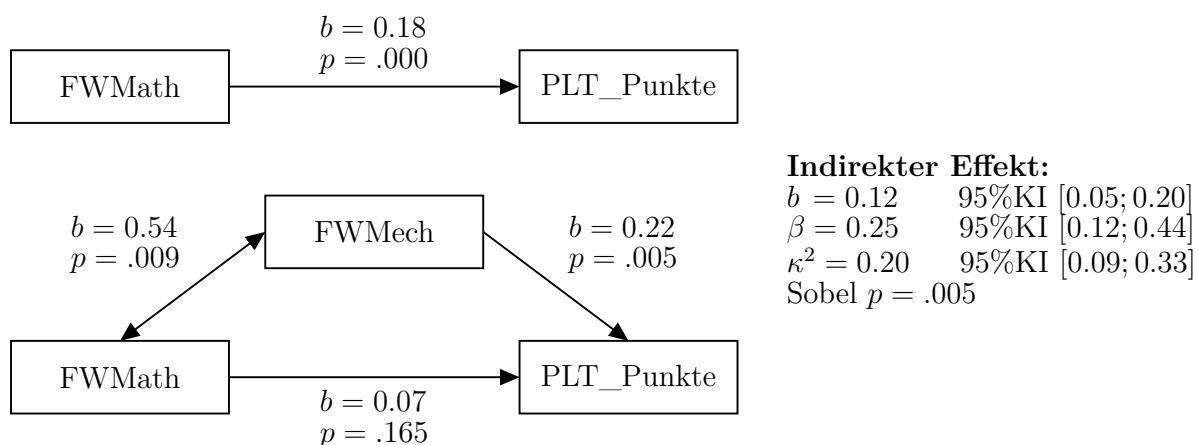 b = 0.18
p = .000
FWMath
PLT_Punkte
Indirekter Effekt:
b = 0.12 95%KI [0.05; 0.20]
β = 0.25 95%KI [0.12; 0.44]
κ² = 0.20 95%KI [0.09; 0.33]
Sobel p = .005
b = 0.54
p = .009
FWMech
b = 0.22
p = .005
FWMath
PLT_Punkte
b = 0.07
p = .165